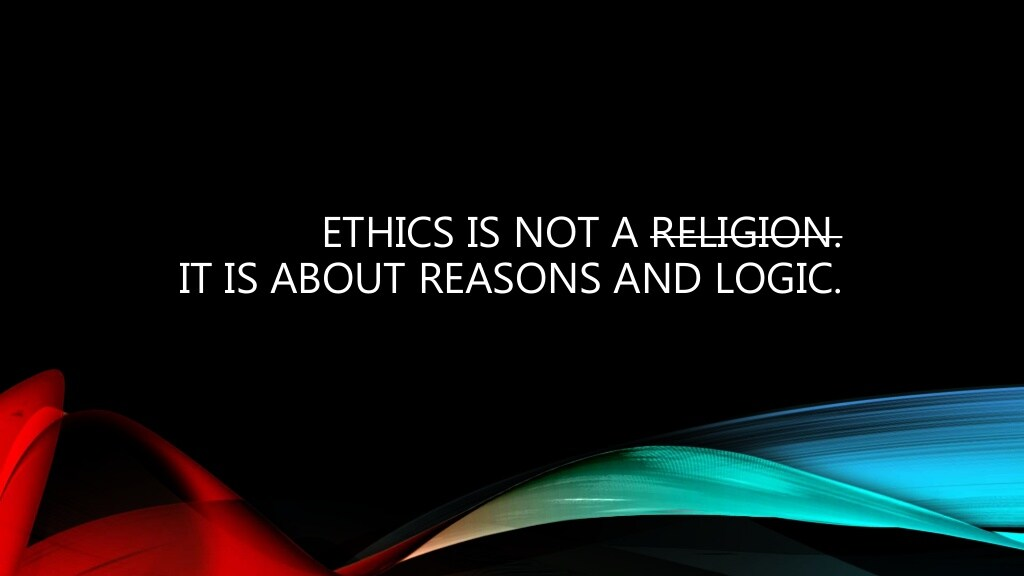 ETHICS IS NOT A RELIGION.
IT IS ABOUT REASONS AND LOGIC.